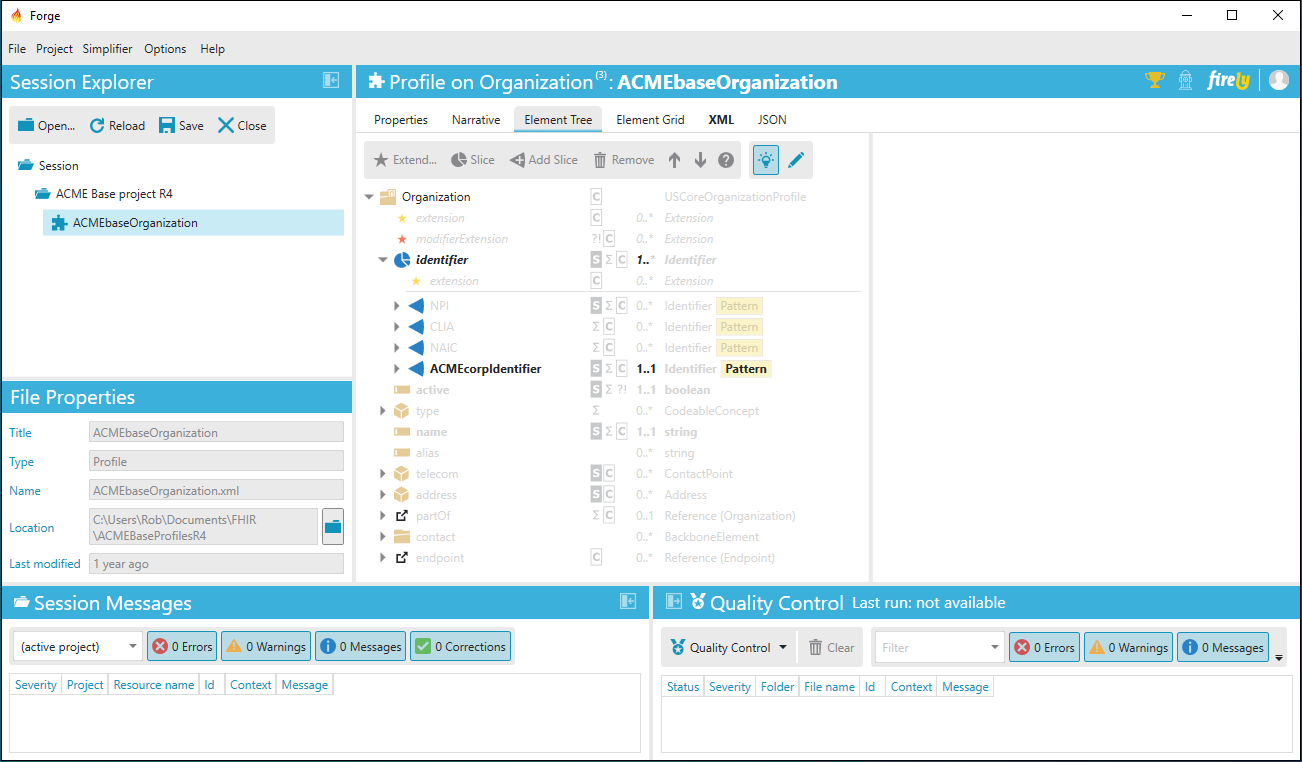 Forge
File Project Simplifier Options Help
Session Explorer
Open... Reload Save Close
Session
ACME Base project R4
ACMEbaseOrganization
File Properties
Title ACMEbaseOrganization
Type Profile
Name ACMEbaseOrganization.xml
Location C:\Users\Rob\Documents\FHIR
\ACMEBaseProfilesR4
Last modified 1 year ago
Profile on Organization (3) : ACMEbaseOrganization
firely
Properties Narrative Element Tree Element Grid XML JSON
Extend... Slice Add Slice Remove ?
Organization C USCoreOrganizationProfile
extension C 0..* Extension
modifierExtension ?! C 0..* Extension
identifier S Σ C 1..* Identifier
extension C 0..* Extension
NPI S Σ C 0..* Identifier Pattern
CLIA Σ C 0..* Identifier Pattern
NAIC Σ C 0..* Identifier Pattern
ACMEcorpIdentifier S Σ C 1..1 Identifier Pattern
active S Σ ?! 1..1 boolean
type Σ 0..* CodeableConcept
name S Σ C 1..1 string
alias 0..* string
telecom S C 0..* ContactPoint
address S C 0..* Address
partOf Σ C 0..1 Reference (Organization)
contact 0..* BackboneElement
endpoint C 0..* Reference (Endpoint)
Session Messages
(active project) 0 Errors 0 Warnings 0 Messages 0 Corrections
Severity Project Resource name Id Context Message
Quality Control Last run: not available
Quality Control Clear Filter 0 Errors 0 Warnings 0 Messages
Status Severity Folder File name Id Context Message